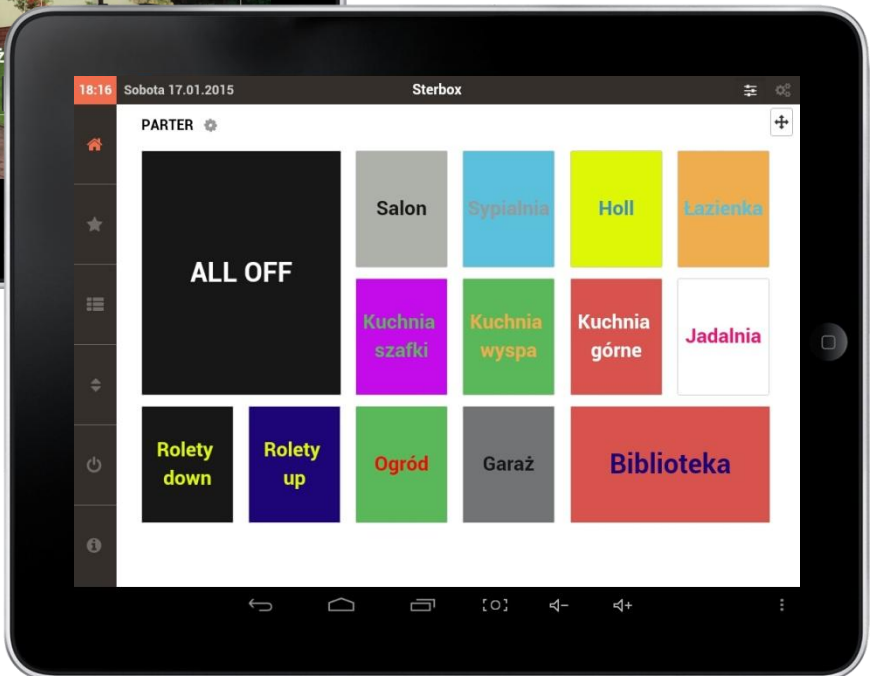 18:16 Sobota 17.01.2015 Sterbox
PARTER
ALL OFF
Salon
Sypialnia
Holl
Łazienka
Kuchnia
szafki
Kuchnia
wyspa
Kuchnia
górne
Jadalnia
Rolety
down
Rolety
up
Ogród
Garaż
Biblioteka